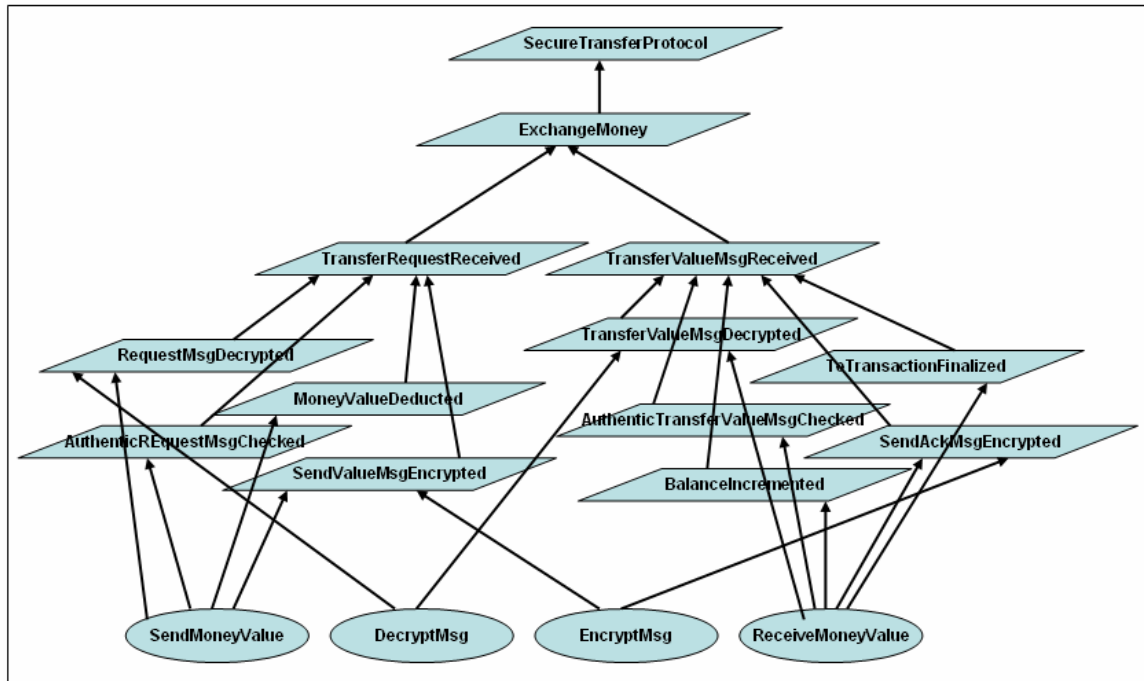 SecureTransferProtocol
ExchangeMoney
TransferRequestReceived
TransferValueMsgReceived
TransferValueMsgDecrypted
RequestMsgDecrypted
ToTransactionFinalized
MoneyValueDeducted
AuthenticTransferValueMsgChecked
AuthenticREquestMsgChecked
SendAckMsgEncrypted
SendValueMsgEncrypted
BalanceIncremented
SendMoneyValue
DecryptMsg
EncryptMsg
ReceiveMoneyValue